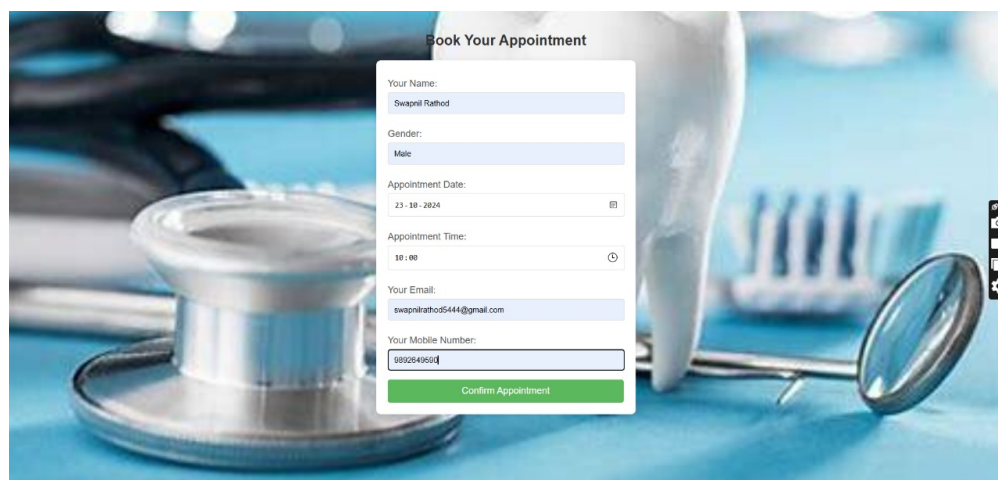 Book Your Appointment
Your Name:
Swapnil Rathod
Gender:
Male
Appointment Date:
23-10-2024
Appointment Time:
10:00
Your Email:
swapnilrathod5444@gmail.com
Your Mobile Number:
9892649690
Confirm Appointment